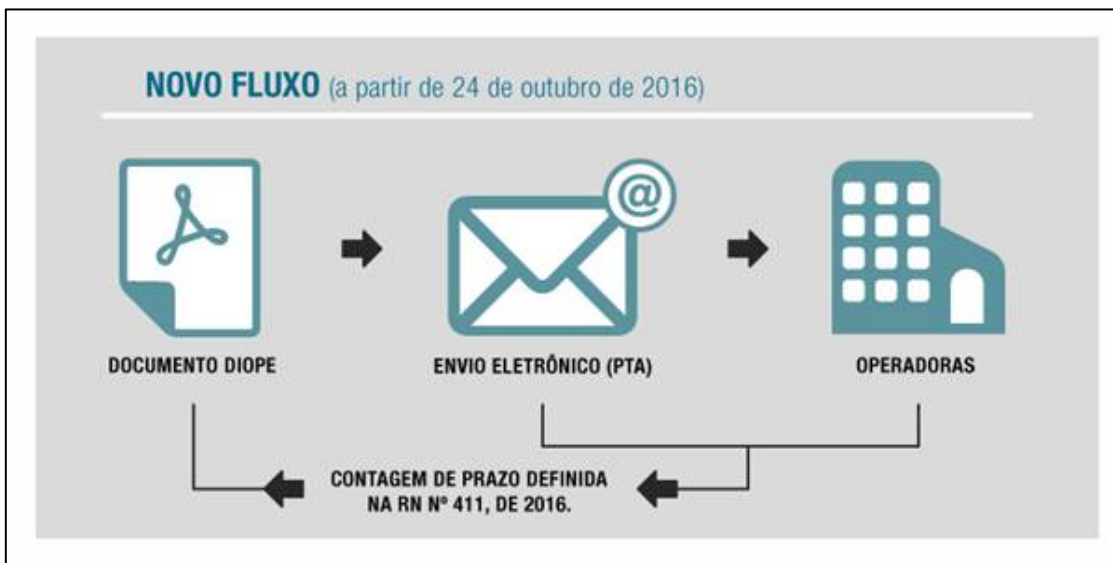 NOVO FLUXO (a partir de 24 de outubro de 2016)
@
DOCUMENTO DIOPE
ENVIO ELETRÔNICO (PTA)
OPERADORAS
CONTAGEM DE PRAZO DEFINIDA
NA RN Nº 411, DE 2016.